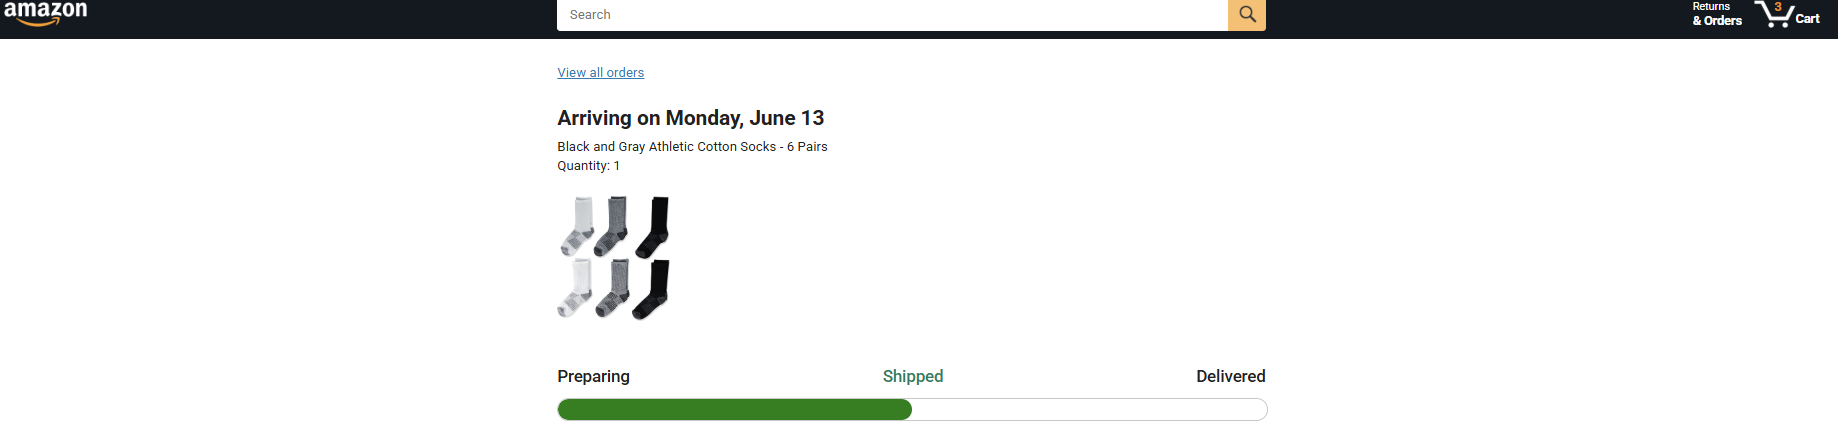 amazon
Search
Returns
& Orders
3
Cart
View all orders
Arriving on Monday, June 13
Black and Gray Athletic Cotton Socks - 6 Pairs
Quantity: 1
Preparing
Shipped
Delivered